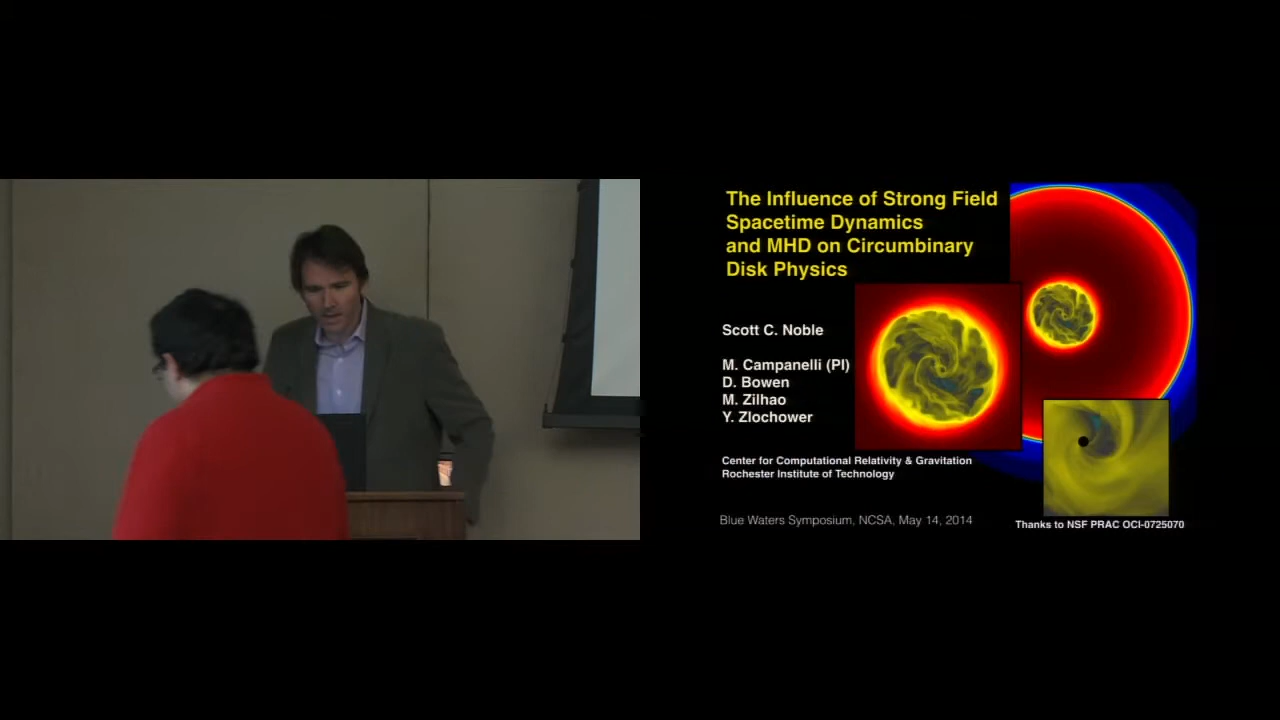 The Influence of Strong Field
Spacetime Dynamics
and MHD on Circumbinary
Disk Physics
Scott C. Noble
M. Campanelli (PI)
D. Bowen
M. Zilhao
Y. Zlochower
Center for Computational Relativity & Gravitation
Rochester Institute of Technology
Blue Waters Symposium, NCSA, May 14, 2014
Thanks to NSF PRAC OCI-0725070